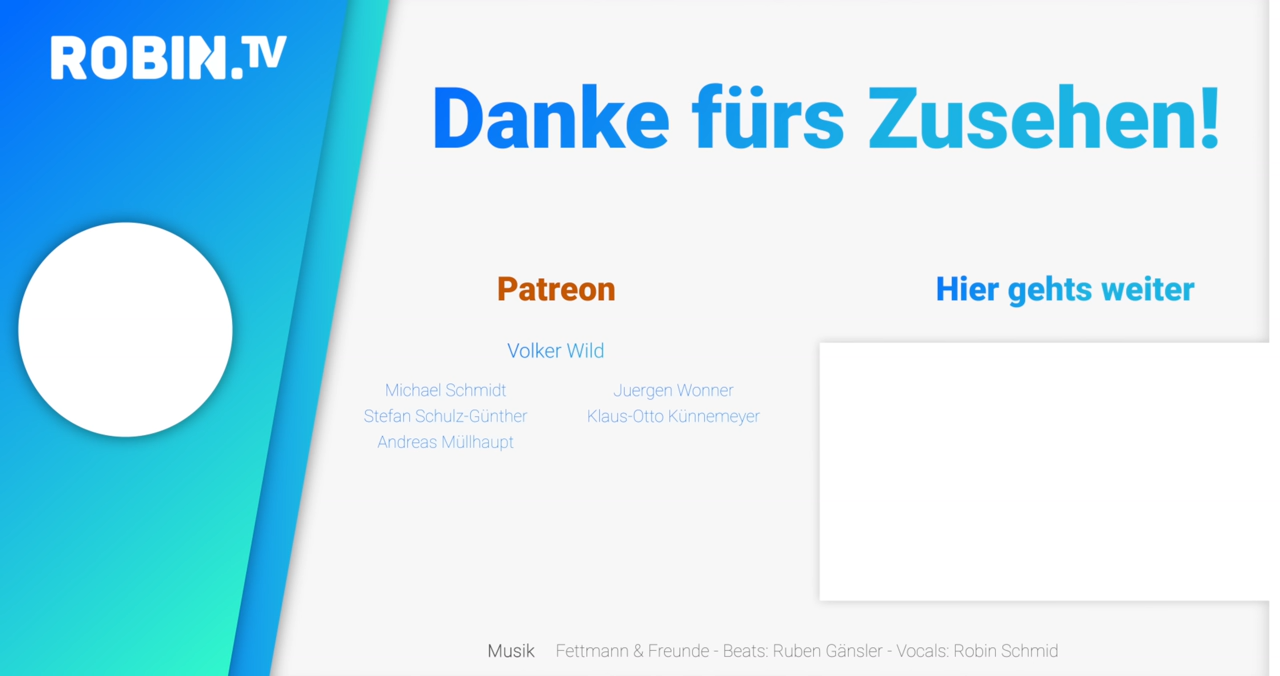 ROBIN.TV
Danke fürs Zusehen!
Patreon
Volker Wild
Michael Schmidt
Stefan Schulz-Günther
Andreas Müllhaupt
Juergen Wonner
Klaus-Otto Künnemeyer
Hier gehts weiter
Musik Fettmann & Freunde - Beats: Ruben Gänsler - Vocals: Robin Schmid